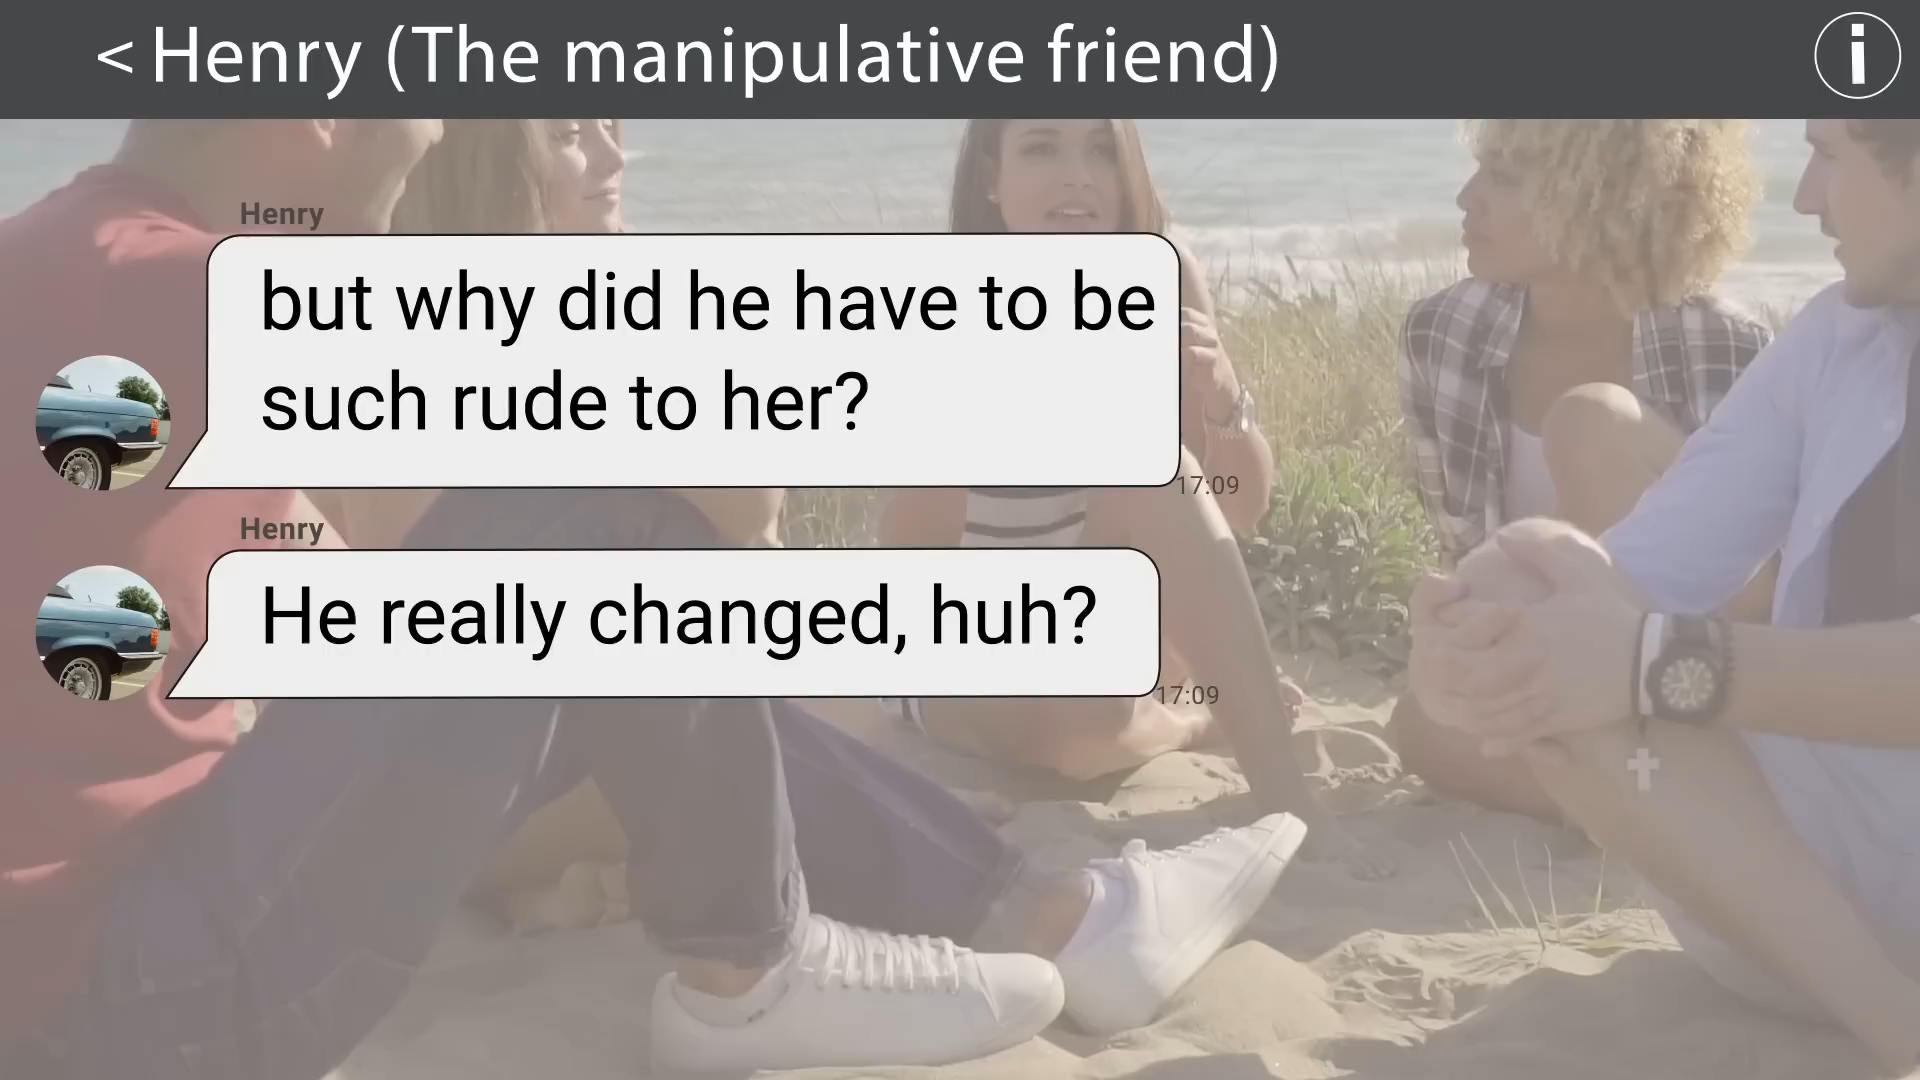 < Henry (The manipulative friend)
i
Henry
but why did he have to be
such rude to her?
17:09
Henry
He really changed, huh?
17:09